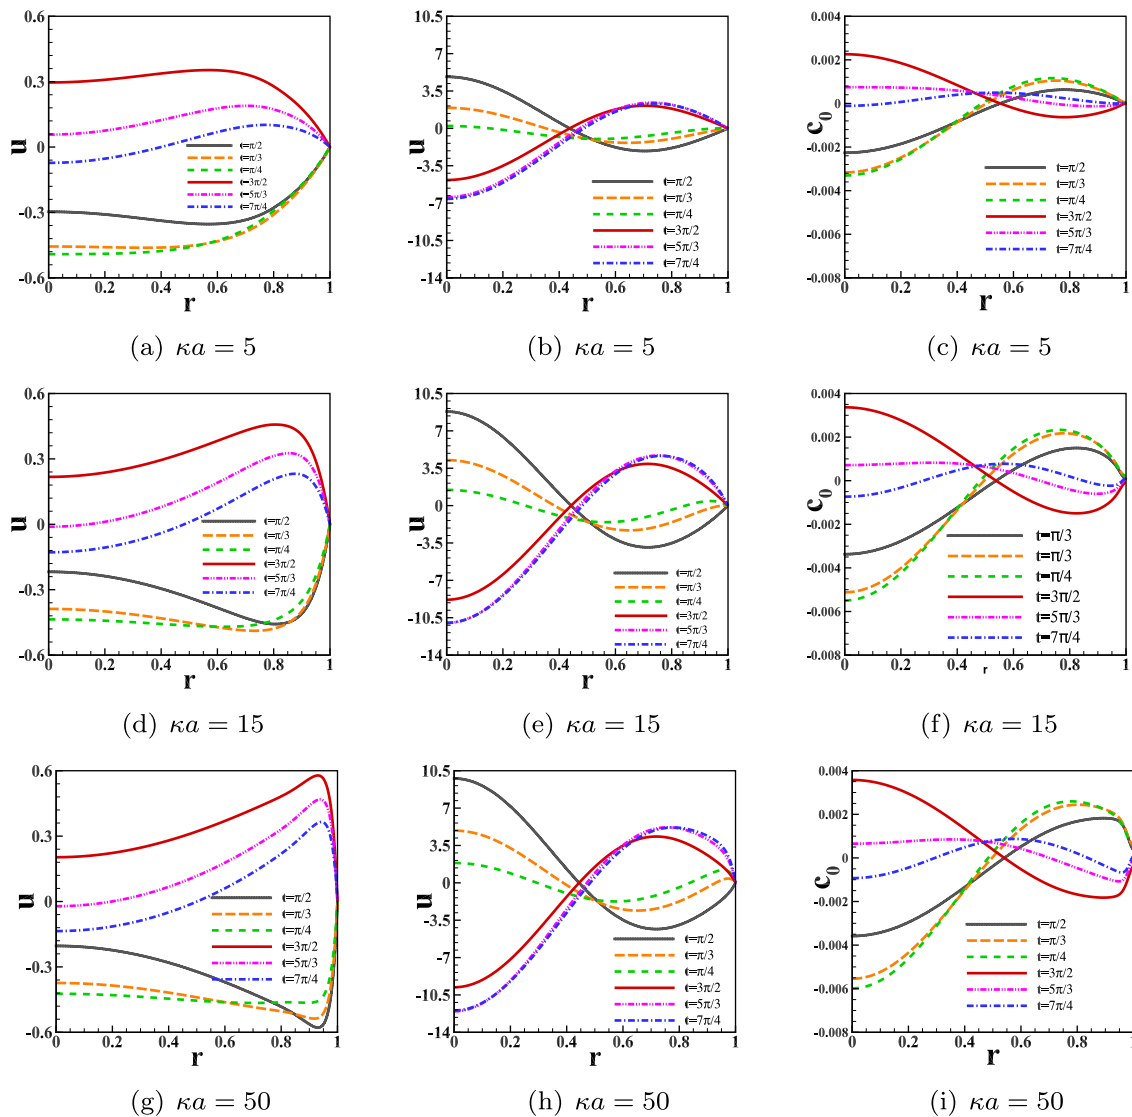 0.6
0.3
0
-0.3
-0.6
u
t=π/2
t=π/3
t=π/4
t=3π/2
t=5π/3
t=7π/4
0 0.2 0.4 0.6 0.8 1
r
(a) κa = 5
10.5
7
3.5
0
-3.5
-7
-10.5
-14
u
t=π/2
t=π/3
t=π/4
t=3π/2
t=5π/3
t=7π/4
0 0.2 0.4 0.6 0.8 1
r
(b) κa = 5
0.004
0.002
0
-0.002
-0.004
-0.006
-0.008
c0
t=π/2
t=π/3
t=π/4
t=3π/2
t=5π/3
t=7π/4
0 0.2 0.4 0.6 0.8 1
r
(c) κa = 5
0.6
0.3
0
-0.3
-0.6
u
t=π/2
t=π/3
t=π/4
t=3π/2
t=5π/3
t=7π/4
0 0.2 0.4 0.6 0.8 1
r
(d) κa = 15
10.5
7
3.5
0
-3.5
-7
-10.5
-14
u
t=π/2
t=π/3
t=π/4
t=3π/2
t=5π/3
t=7π/4
0 0.2 0.4 0.6 0.8 1
r
(e) κa = 15
0.004
0.002
0
-0.002
-0.004
-0.006
-0.008
c0
t=π/3
t=π/3
t=π/4
t=3π/2
t=5π/3
t=7π/4
0 0.2 0.4 0.6 0.8 1
r
(f) κa = 15
0.6
0.3
0
-0.3
-0.6
u
t=π/2
t=π/3
t=π/4
t=3π/2
t=5π/3
t=7π/4
0 0.2 0.4 0.6 0.8 1
r
(g) κa = 50
10.5
7
3.5
0
-3.5
-7
-10.5
-14
u
t=π/2
t=π/3
t=π/4
t=3π/2
t=5π/3
t=7π/4
0 0.2 0.4 0.6 0.8 1
r
(h) κa = 50
0.004
0.002
0
-0.002
-0.004
-0.006
-0.008
c0
t=π/2
t=π/3
t=π/4
t=3π/2
t=5π/3
t=7π/4
0 0.2 0.4 0.6 0.8 1
r
(i) κa = 50